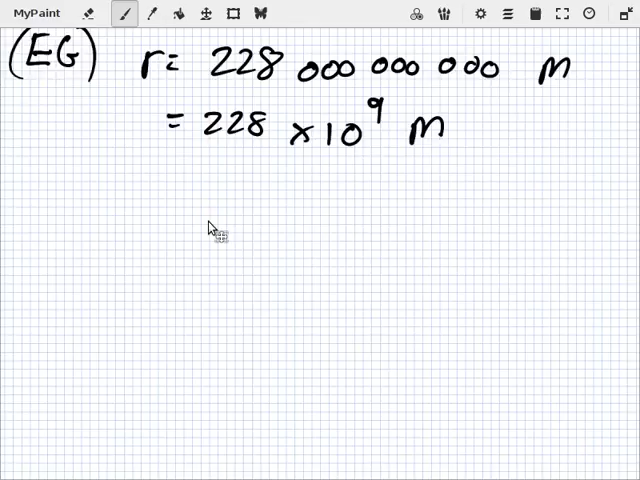 MyPaint
(EG) r= 228 000 000 000 m
= 228 ×10⁹ m